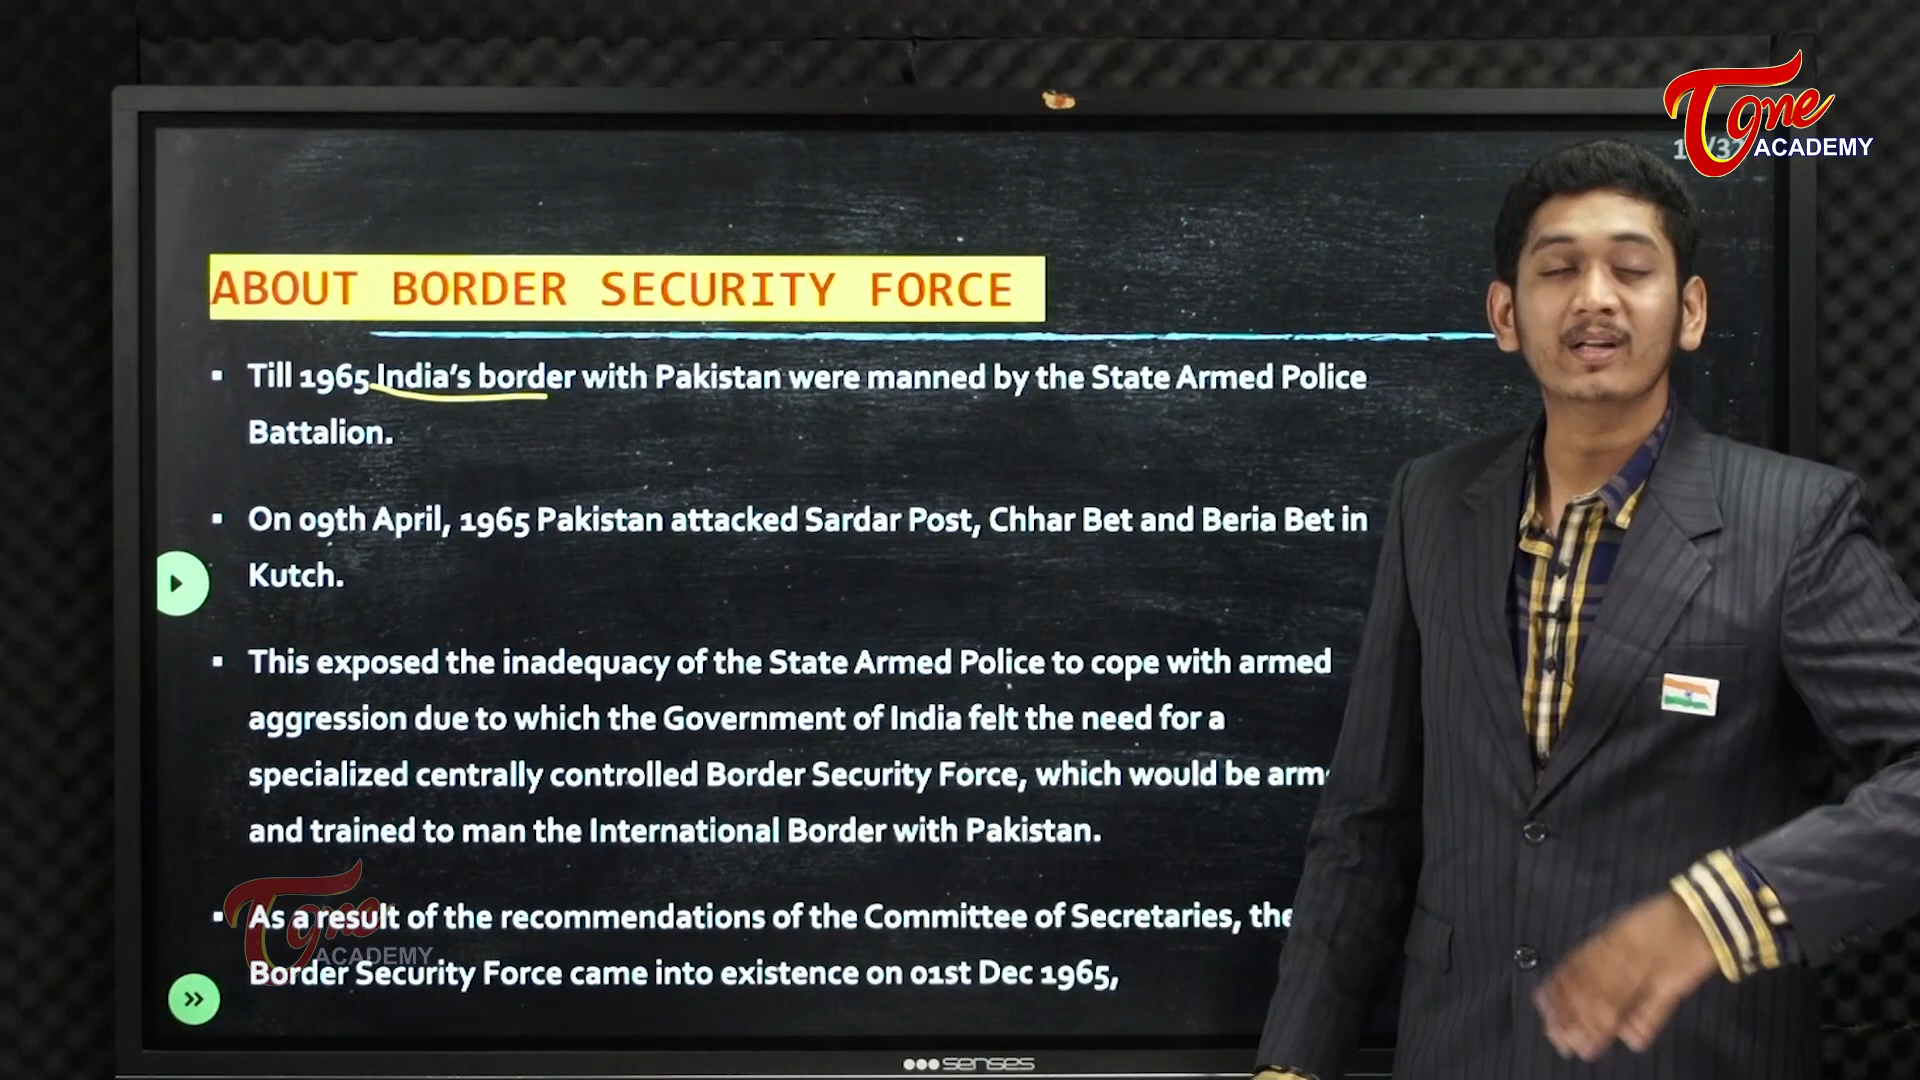 Tone
ACADEMY
ABOUT BORDER SECURITY FORCE
▪ Till 1965 India's border with Pakistan were manned by the State Armed Police
Battalion.
▪ On 09th April, 1965 Pakistan attacked Sardar Post, Chhar Bet and Beria Bet in
Kutch.
▪ This exposed the inadequacy of the State Armed Police to cope with armed
aggression due to which the Government of India felt the need for a
specialized centrally controlled Border Security Force, which would be arm
and trained to man the International Border with Pakistan.
▪ As a result of the recommendations of the Committee of Secretaries, the
Border Security Force came into existence on 01st Dec 1965,
Tone
ACADEMY
senses